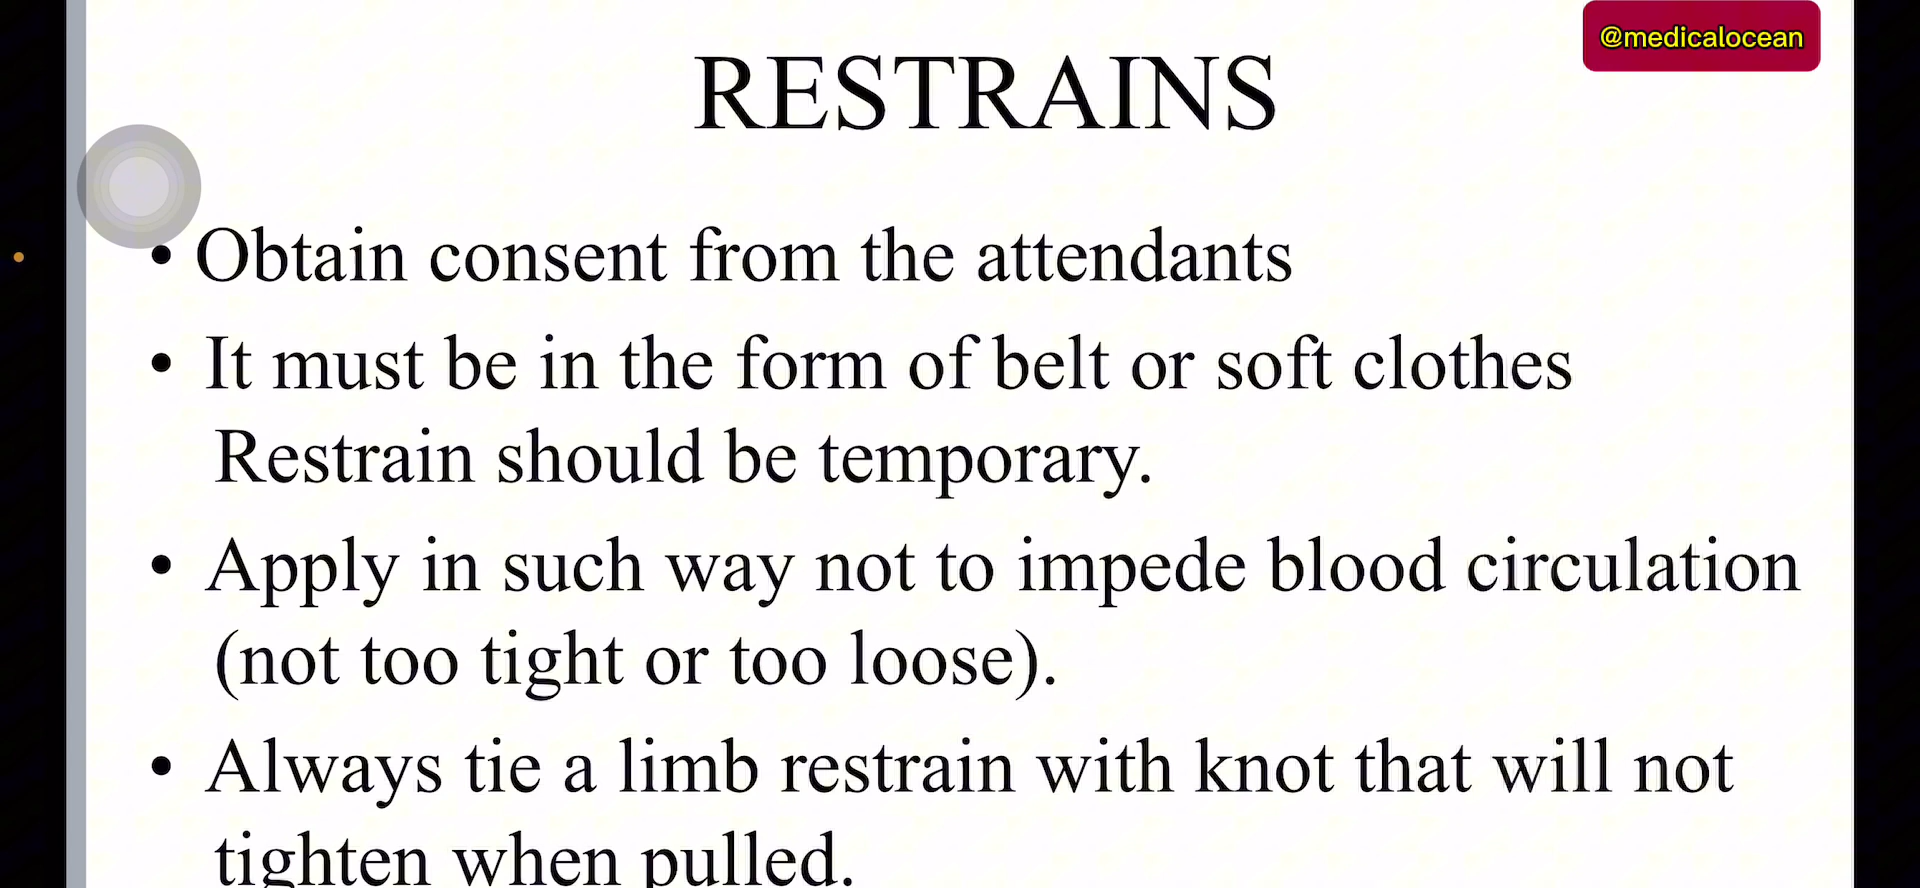 @medicalocean
RESTRAINS
• Obtain consent from the attendants
• It must be in the form of belt or soft clothes
Restrain should be temporary.
• Apply in such way not to impede blood circulation
(not too tight or too loose).
• Always tie a limb restrain with knot that will not
tighten when pulled.